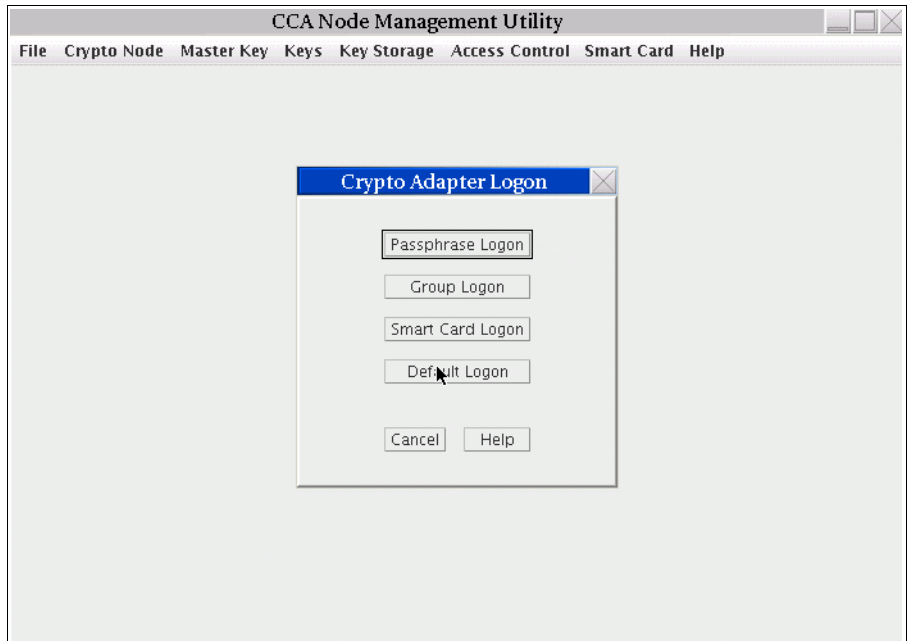 CCA Node Management Utility
File Crypto Node Master Key Keys Key Storage Access Control Smart Card Help
Crypto Adapter Logon
Passphrase Logon
Group Logon
Smart Card Logon
Default Logon
Cancel Help